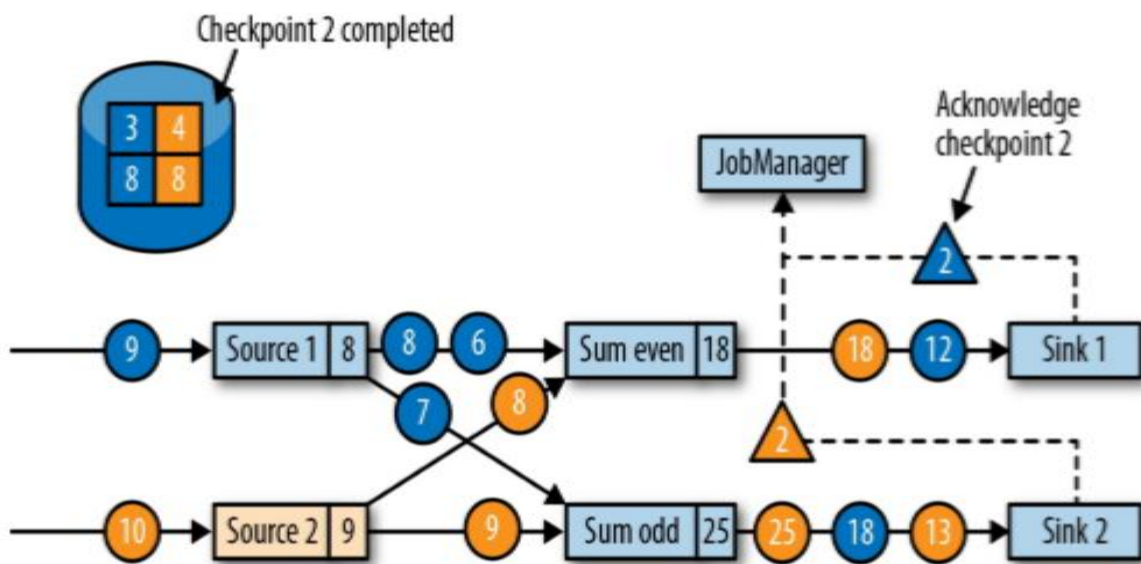 Checkpoint 2 completed
3 4
8 8
Acknowledge
checkpoint 2
JobManager
2
9 Source 1 8 8 6 Sum even 18 18 12 Sink 1
7 8
2
10 Source 2 9 9 Sum odd 25 25 18 13 Sink 2